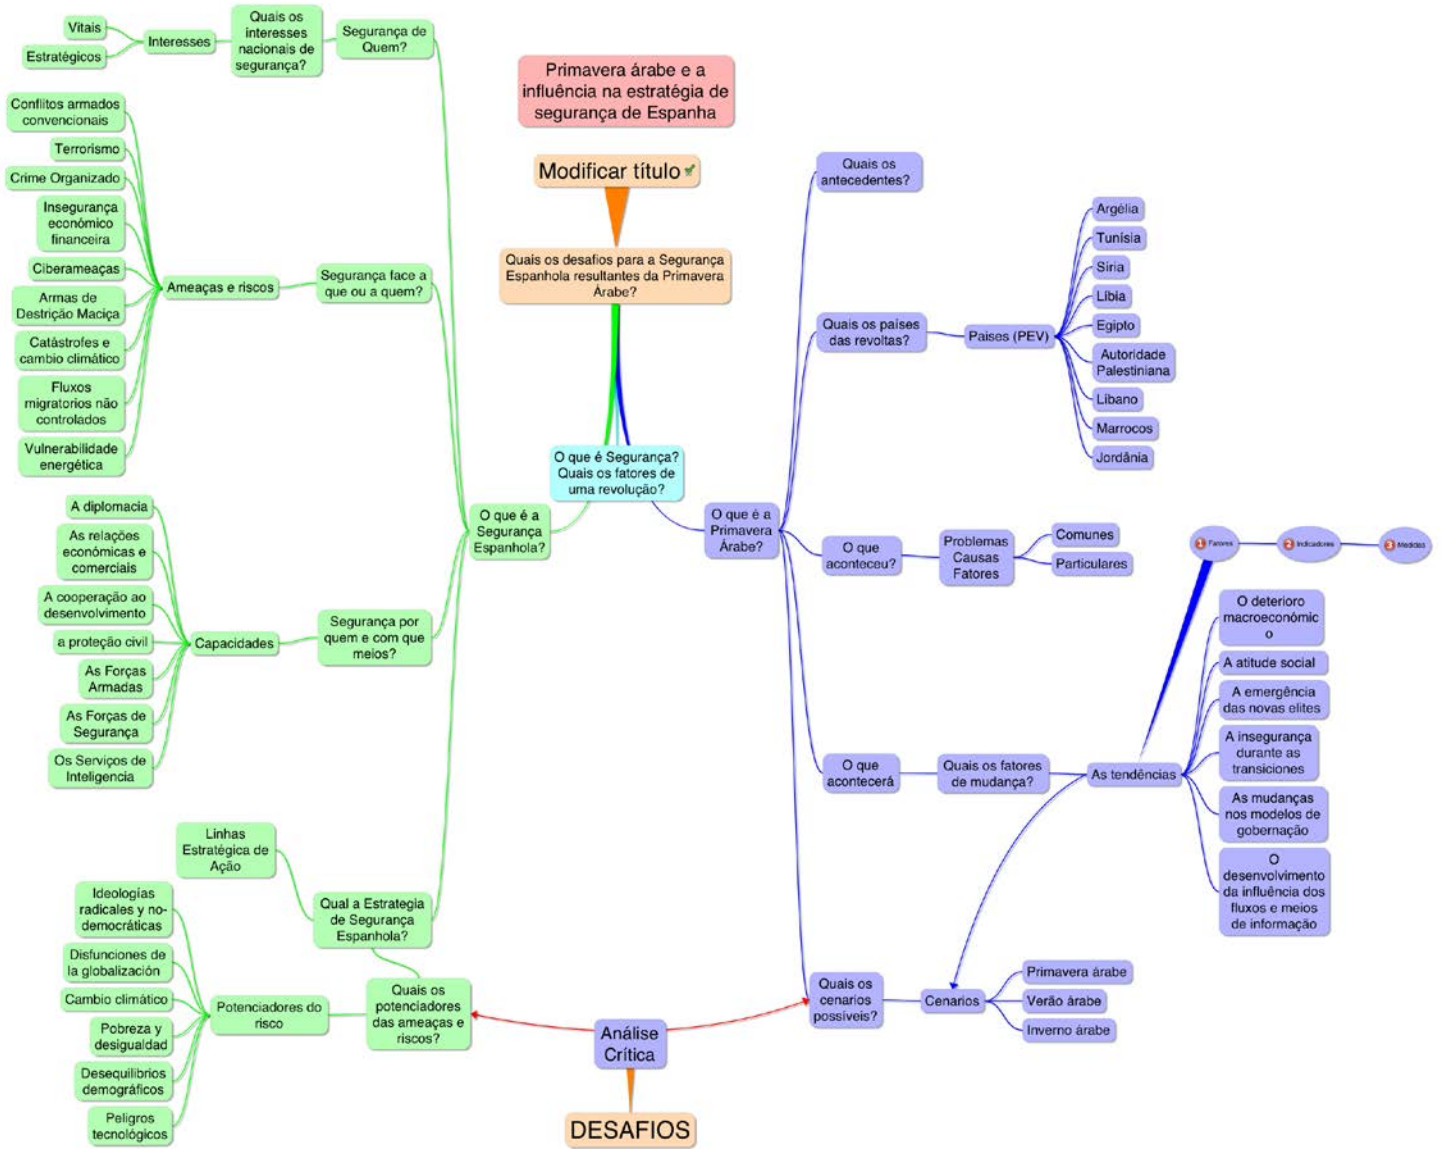 Primavera árabe e a
influência na estratégia de
segurança de Espanha
Modificar título
Quais os desafios para a Segurança
Espanhola resultantes da Primavera
Árabe?
O que é Segurança?
Quais os fatores de
uma revolução?
O que é a
Segurança
Espanhola?
Segurança de
Quem?
Quais os
interesses
nacionais de
segurança?
Interesses
Vitais
Estratégicos
Segurança face a
que ou a quem?
Ameaças e riscos
Conflitos armados
convencionais
Terrorismo
Crime Organizado
Insegurança
económico
financeira
Ciberameaças
Armas de
Destrição Maciça
Catástrofes e
cambio climático
Fluxos
migratorios não
controlados
Vulnerabilidade
energética
Segurança por
quem e com que
meios?
Capacidades
A diplomacia
As relações
económicas e
comerciais
A cooperação ao
desenvolvimento
a proteção civil
As Forças
Armadas
As Forças de
Segurança
Os Serviços de
Inteligencia
Qual a Estrategia
de Segurança
Espanhola?
Linhas
Estratégica de
Ação
Quais os
potenciadores
das ameaças e
riscos?
Potenciadores do
risco
Ideologías
radicales y no-
democráticas
Disfunciones de
la globalización
Cambio climático
Pobreza y
desigualdad
Desequilibrios
demográficos
Peligros
tecnológicos
O que é a
Primavera
Árabe?
Quais os
antecedentes?
Quais os países
das revoltas?
Paises (PEV)
Argélia
Tunísia
Síria
Líbia
Egipto
Autoridade
Palestiniana
Líbano
Marrocos
Jordânia
O que
aconteceu?
Problemas
Causas
Fatores
Comunes
Particulares
O que
acontecerá
Quais os fatores
de mudança?
As tendências
1 Fatores
2 Indicadores
3 Medidas
O deterioro
macroeconómic
o
A atitude social
A emergência
das novas elites
A insegurança
durante as
transiciones
As mudanças
nos modelos de
gobernação
O
desenvolvimento
da influência dos
fluxos e meios
de informação
Quais os
cenarios
possíveis?
Cenarios
Primavera árabe
Verão árabe
Inverno árabe
Análise
Crítica
DESAFIOS